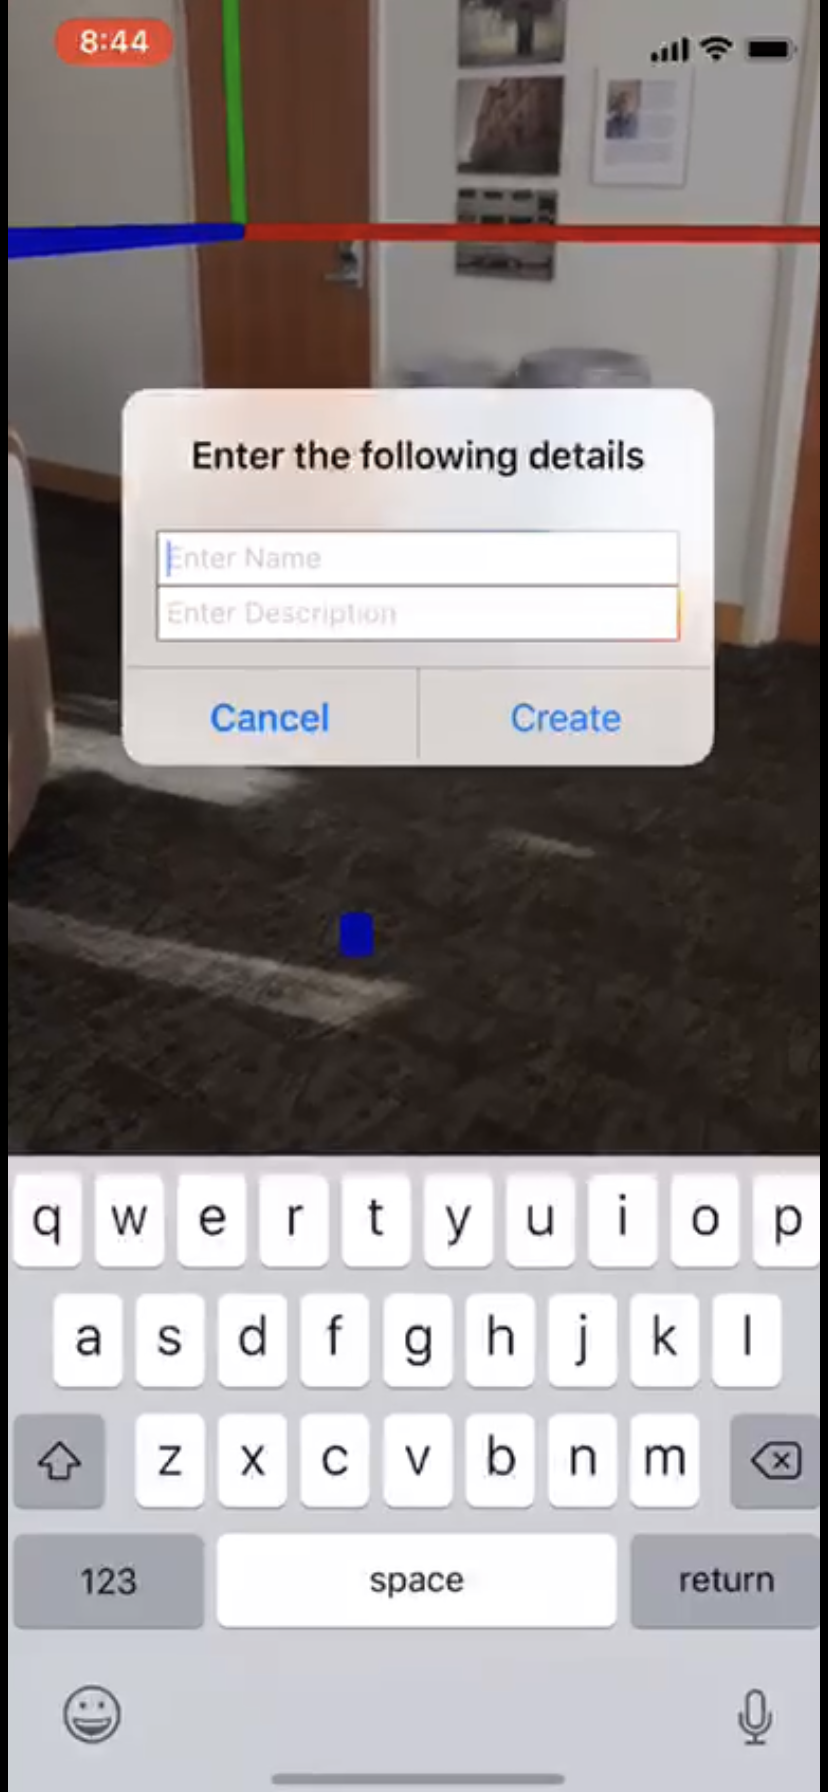 8:44
Enter the following details
Enter Name
Enter Description
Cancel Create
q w e r t y u i o p
a s d f g h j k l
z x c v b n m
123 space return